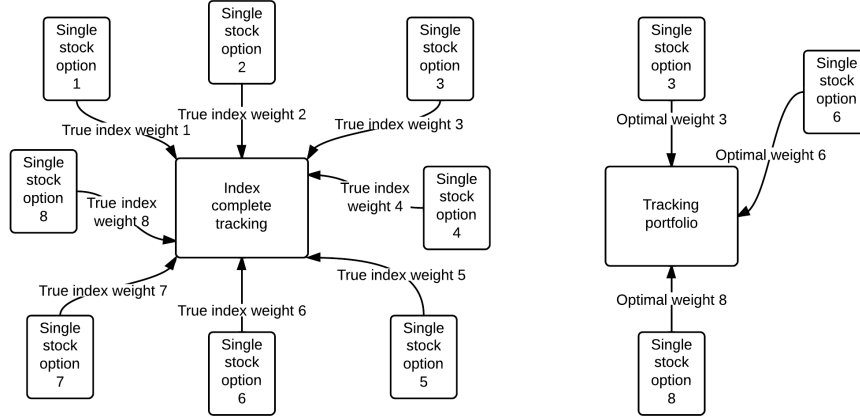 Single
stock
option
1
Single
stock
option
2
Single
stock
option
3
True index weight 1
True index weight 2
True index weight 3
Single
stock
option
8
True index
weight 8
Index
complete
tracking
True index
weight 4
Single
stock
option
4
True index weight 7
True index weight 6
True index weight 5
Single
stock
option
7
Single
stock
option
6
Single
stock
option
5
Single
stock
option
3
Single
stock
option
6
Optimal weight 3
Optimal weight 6
Tracking
portfolio
Optimal weight 8
Single
stock
option
8